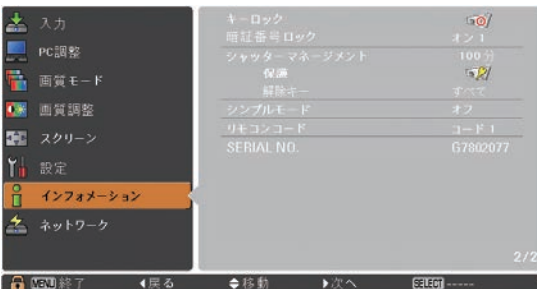 入力
PC調整
画質モード
画質調整
スクリーン
設定
インフォメーション
ネットワーク
キーロック
暗証番号ロック オン 1
シャッターマネージメント 100 分
保護
解除キー すべて
シンプルモード オフ
リモコンコード コード 1
SERIAL NO. G7802077
2/2
MENU 終了 戻る 移動 次へ SELECT -----